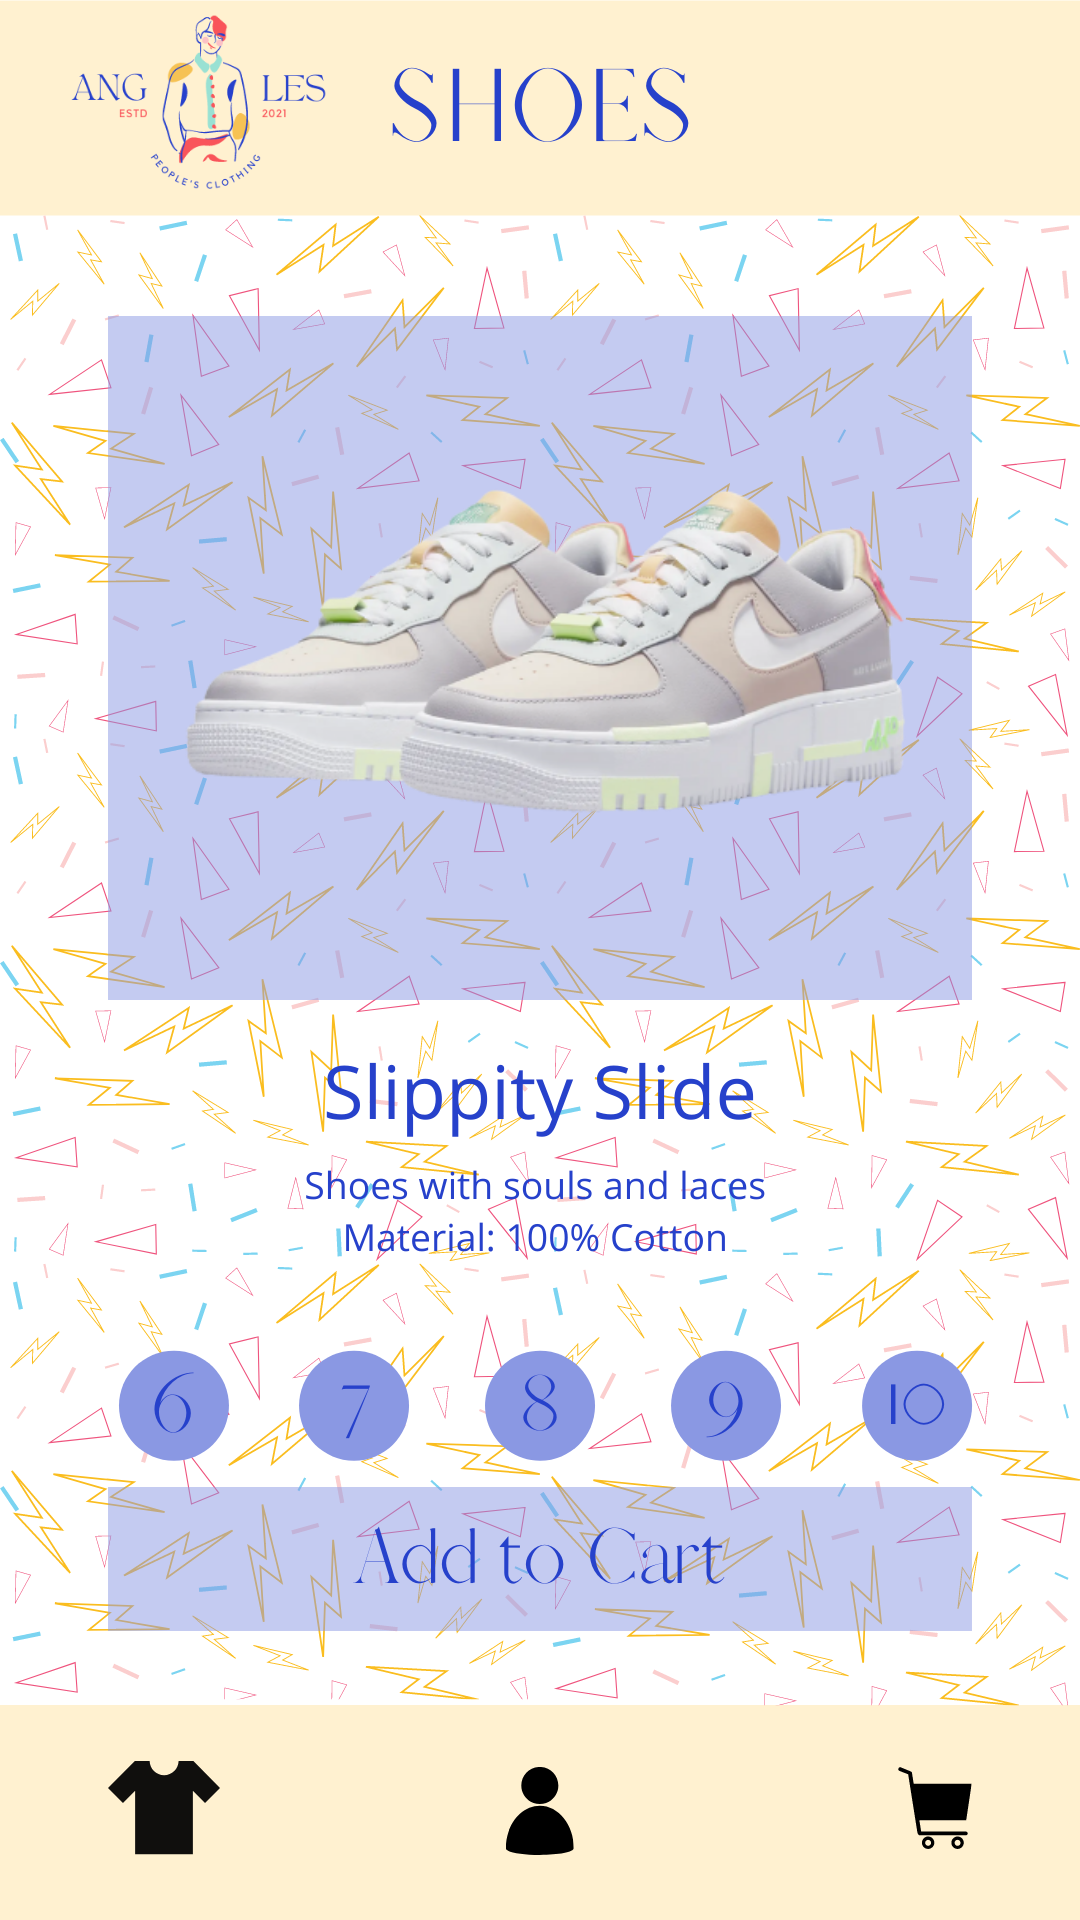 ANG LES
ESTD 2021
PEOPLE'S CLOTHING
SHOES
Slippity Slide
Shoes with souls and laces
Material: 100% Cotton
6 7 8 9 10
Add to Cart